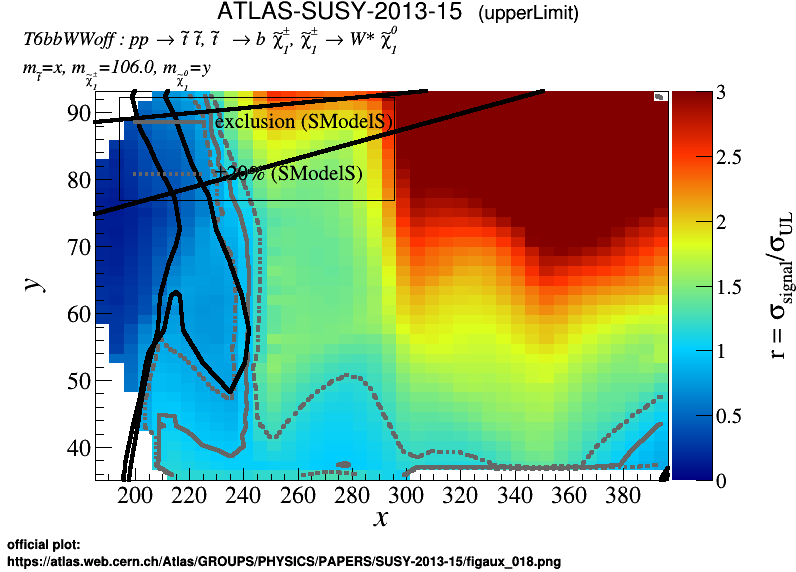 ATLAS-SUSY-2013-15 (upperLimit)
T6bbWWoff : pp → t̃ t̃, t̃ → b χ̃₁±, χ̃₁± → W* χ̃₁⁰
m_t̃=x, m_χ̃₁±=106.0, m_χ̃₁⁰=y
90
80
70
60
50
40
y
exclusion (SModelS)
±20% (SModelS)
200 220 240 260 280 300 320 340 360 380
x
3
2.5
2
1.5
1
0.5
0
r = σ_signal/σ_UL
official plot:
https://atlas.web.cern.ch/Atlas/GROUPS/PHYSICS/PAPERS/SUSY-2013-15/figaux_018.png